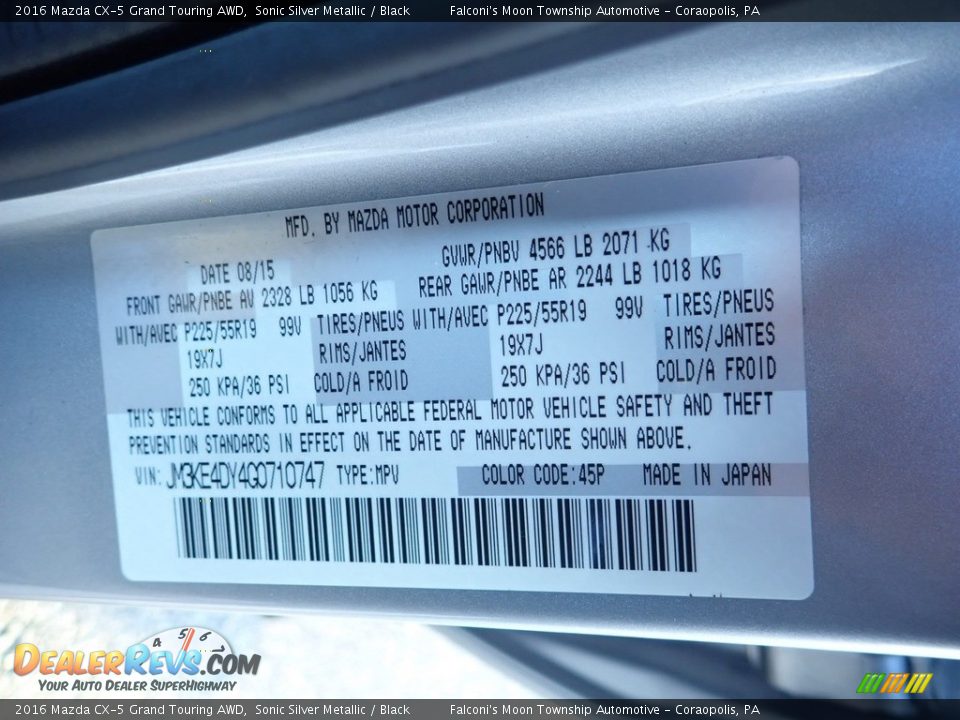 2016 Mazda CX-5 Grand Touring AWD, Sonic Silver Metallic / Black Falconi's Moon Township Automotive - Coraopolis, PA
MFD. BY MAZDA MOTOR CORPORATION
DATE 08/15 GVWR/PNBV 4566 LB 2071 KG
FRONT GAWR/PNBE AV 2328 LB 1056 KG REAR GAWR/PNBE AR 2244 LB 1018 KG
WITH/AVEC P225/55R19 99V TIRES/PNEUS WITH/AVEC P225/55R19 99V TIRES/PNEUS
19X7J RIMS/JANTES 19X7J RIMS/JANTES
250 KPA/36 PSI COLD/A FROID 250 KPA/36 PSI COLD/A FROID
THIS VEHICLE CONFORMS TO ALL APPLICABLE FEDERAL MOTOR VEHICLE SAFETY AND THEFT
PREVENTION STANDARDS IN EFFECT ON THE DATE OF MANUFACTURE SHOWN ABOVE.
VIN: JM3KE4DY4G0710747 TYPE:MPV COLOR CODE:45P MADE IN JAPAN
4 5 6
DEALERREVS.COM
YOUR AUTO DEALER SUPERHIGHWAY
2016 Mazda CX-5 Grand Touring AWD, Sonic Silver Metallic / Black Falconi's Moon Township Automotive - Coraopolis, PA